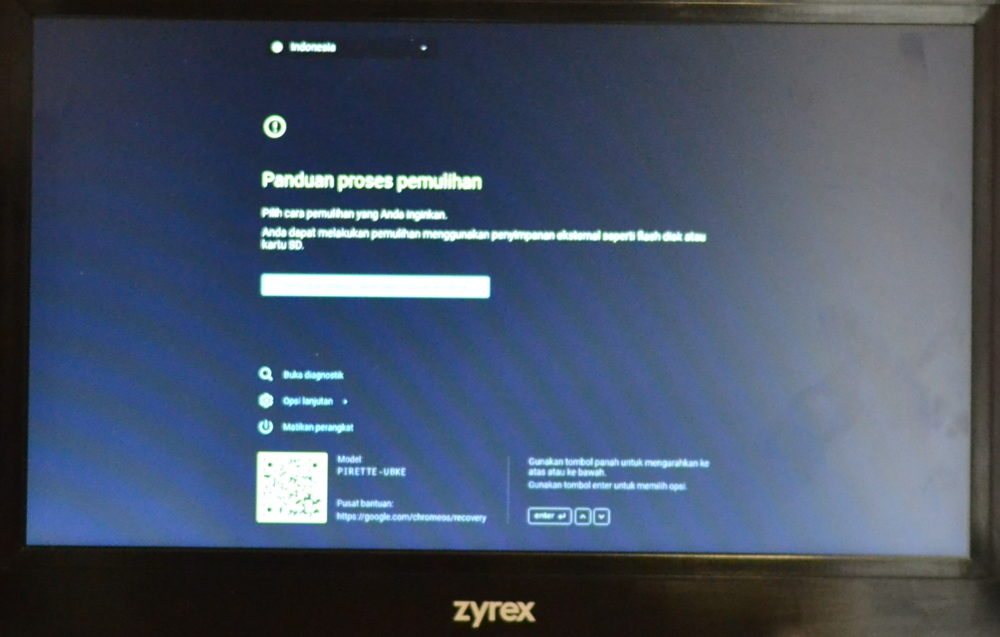 Indonesia
Panduan proses pemulihan
Pilih cara pemulihan yang Anda inginkan.
Anda dapat melakukan pemulihan menggunakan penyimpanan eksternal seperti flash disk atau
kartu SD.
Buka diagnostik
Opsi lanjutan
Matikan perangkat
Model:
PIRETTE-UBKE
Pusat bantuan:
https://google.com/chromeos/recovery
Gunakan tombol panah untuk mengarahkan ke
atas atau ke bawah.
Gunakan tombol enter untuk memilih opsi.
enter
zyrex